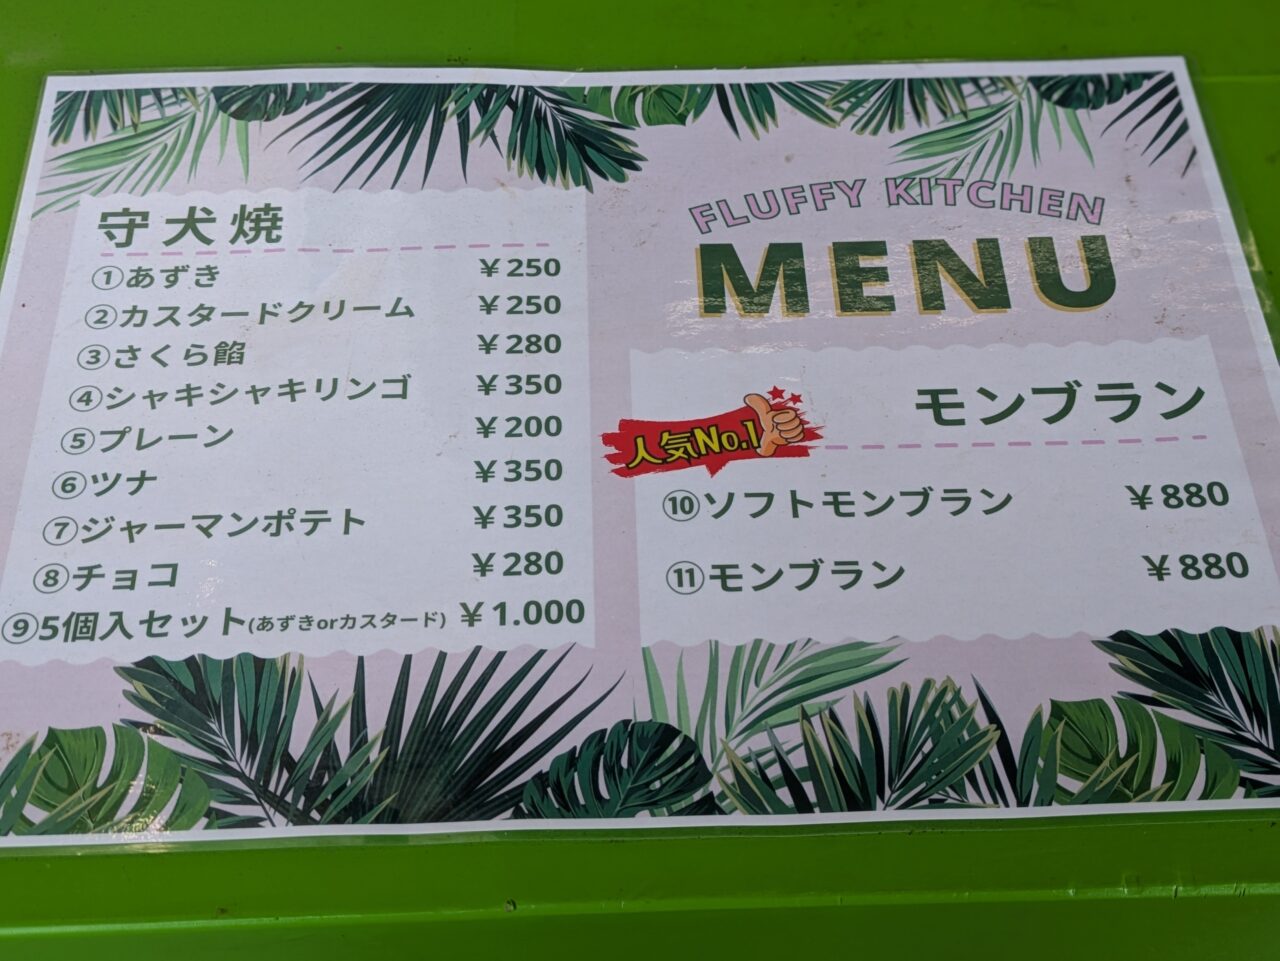 守犬焼
①あずき ¥250
②カスタードクリーム ¥250
③さくら餡 ¥280
④シャキシャキリンゴ ¥350
⑤プレーン ¥200
⑥ツナ ¥350
⑦ジャーマンポテト ¥350
⑧チョコ ¥280
⑨5個入セット(あずきorカスタード) ¥1.000
FLUFFY KITCHEN
MENU
モンブラン
人気No.1
⑩ソフトモンブラン ¥880
⑪モンブラン ¥880